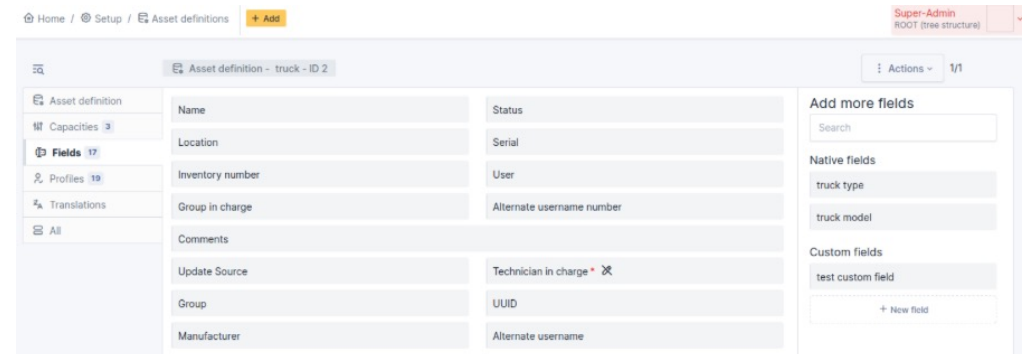 Home / Setup / Asset definitions + Add
Super-Admin
ROOT (tree structure)
Asset definition - truck - ID 2
Actions 1/1
Asset definition
Capacities 3
Fields 17
Profiles 19
Translations
All
Name Status
Location Serial
Inventory number User
Group in charge Alternate username number
Comments
Update Source Technician in charge *
Group UUID
Manufacturer Alternate username
Add more fields
Search
Native fields
truck type
truck model
Custom fields
test custom field
+ New field